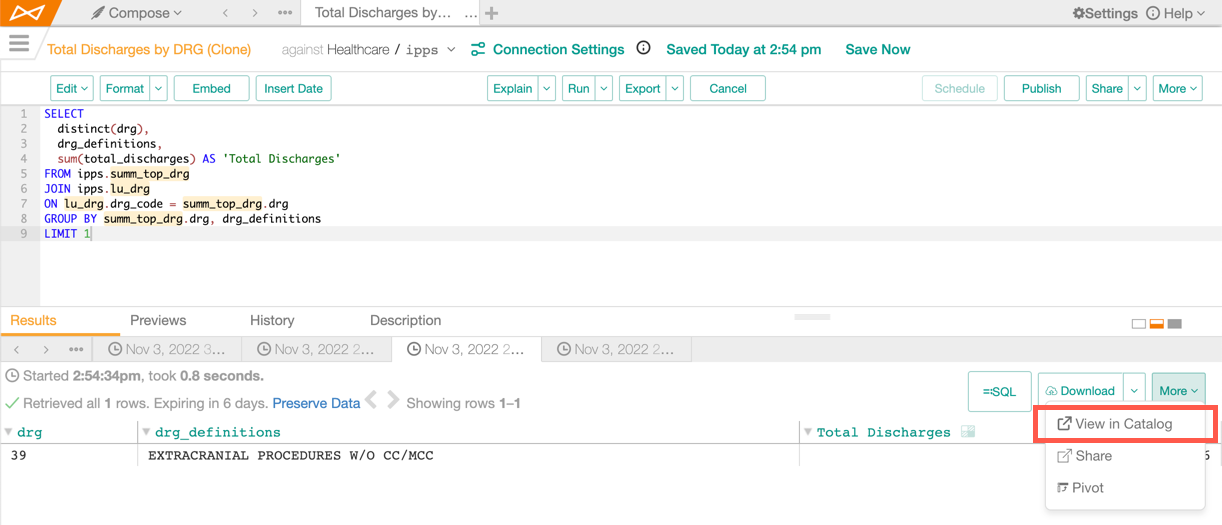 Compose
Total Discharges by... ...
Settings
Help
Total Discharges by DRG (Clone)
against Healthcare / ipps
Connection Settings
Saved Today at 2:54 pm
Save Now
Edit
Format
Embed
Insert Date
Explain
Run
Export
Cancel
Schedule
Publish
Share
More
1 SELECT
2 distinct(drg),
3 drg_definitions,
4 sum(total_discharges) AS 'Total Discharges'
5 FROM ipps.summ_top_drg
6 JOIN ipps.lu_drg
7 ON lu_drg.drg_code = summ_top_drg.drg
8 GROUP BY summ_top_drg.drg, drg_definitions
9 LIMIT 1
Results
Previews
History
Description
Nov 3, 2022 3...
Nov 3, 2022 2...
Nov 3, 2022 2...
Nov 3, 2022 2...
Started 2:54:34pm, took 0.8 seconds.
SQL
Download
More
Retrieved all 1 rows. Expiring in 6 days. Preserve Data
Showing rows 1–1
View in Catalog
Share
Pivot
drg
drg_definitions
Total Discharges
39
EXTRACRANIAL PROCEDURES W/O CC/MCC